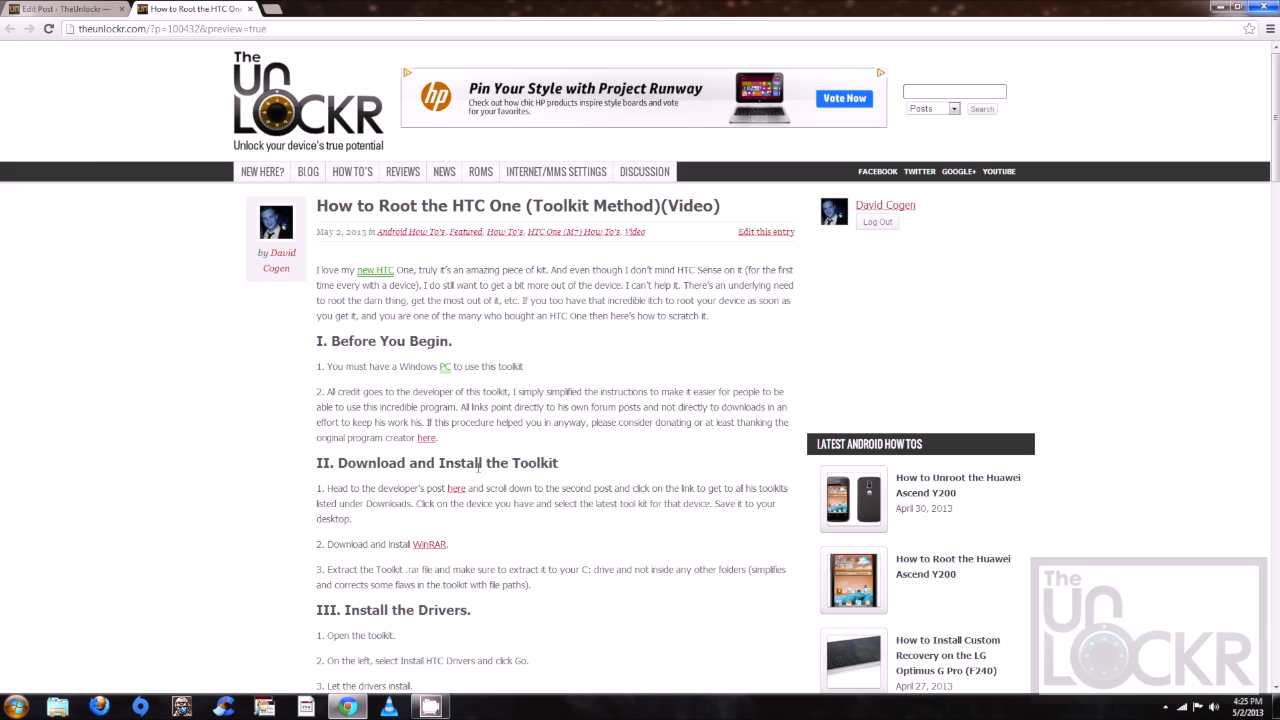 Edit Post ‹ TheUnlockr — W
How to Root the HTC One
theunlockr.com/?p=100432&preview=true
The
UN
LOCKR
Unlock your device's true potential
hp
Pin Your Style with Project Runway
Check out how chic HP products inspire style boards and vote
for your favorites.
Vote Now
Posts
Search
NEW HERE? BLOG HOW TO'S REVIEWS NEWS ROMS INTERNET/MMS SETTINGS DISCUSSION
FACEBOOK TWITTER GOOGLE+ YOUTUBE
by David
Cogen
How to Root the HTC One (Toolkit Method)(Video)
May 2, 2013 in Android How To's, Featured, How To's, HTC One (M7) How To's, Video
Edit this entry
I love my new HTC One, truly it's an amazing piece of kit. And even though I don't mind HTC Sense on it (for the first
time every with a device), I do still want to get a bit more out of the device. I can't help it. There's an underlying need
to root the darn thing, get the most out of it, etc. If you too have that incredible itch to root your device as soon as
you get it, and you are one of the many who bought an HTC One then here's how to scratch it.
I. Before You Begin.
1. You must have a Windows PC to use this toolkit
2. All credit goes to the developer of this toolkit, I simply simplified the instructions to make it easier for people to be
able to use this incredible program. All links point directly to his own forum posts and not directly to downloads in an
effort to keep his work his. If this procedure helped you in anyway, please consider donating or at least thanking the
original program creator here.
II. Download and Install the Toolkit
1. Head to the developer's post here and scroll down to the second post and click on the link to get to all his toolkits
listed under Downloads. Click on the device you have and select the latest tool kit for that device. Save it to your
desktop.
2. Download and install WinRAR.
3. Extract the Toolkit .rar file and make sure to extract it to your C: drive and not inside any other folders (simplifies
and corrects some flaws in the toolkit with file paths).
III. Install the Drivers.
1. Open the toolkit.
2. On the left, select Install HTC Drivers and click Go.
3. Let the drivers install.
David Cogen
Log Out
LATEST ANDROID HOW TOS
How to Unroot the Huawei
Ascend Y200
April 30, 2013
How to Root the Huawei
Ascend Y200
How to Install Custom
Recovery on the LG
Optimus G Pro (F240)
April 27, 2013
The
UN
LOCKR
4:25 PM
5/2/2013